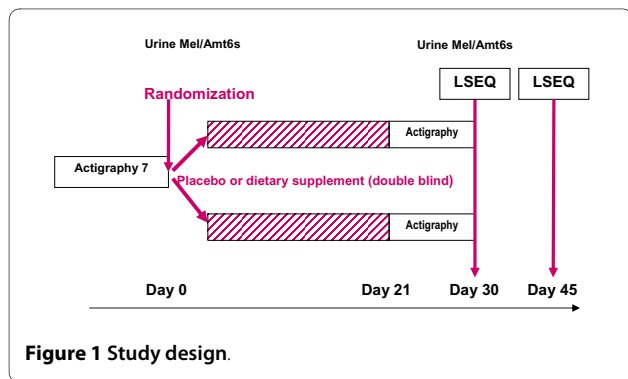 Urine Mel/Amt6s Urine Mel/Amt6s
LSEQ LSEQ
Randomization
Actigraphy
Actigraphy 7
Placebo or dietary supplement (double blind)
Actigraphy
Day 0 Day 21 Day 30 Day 45
Figure 1 Study design.